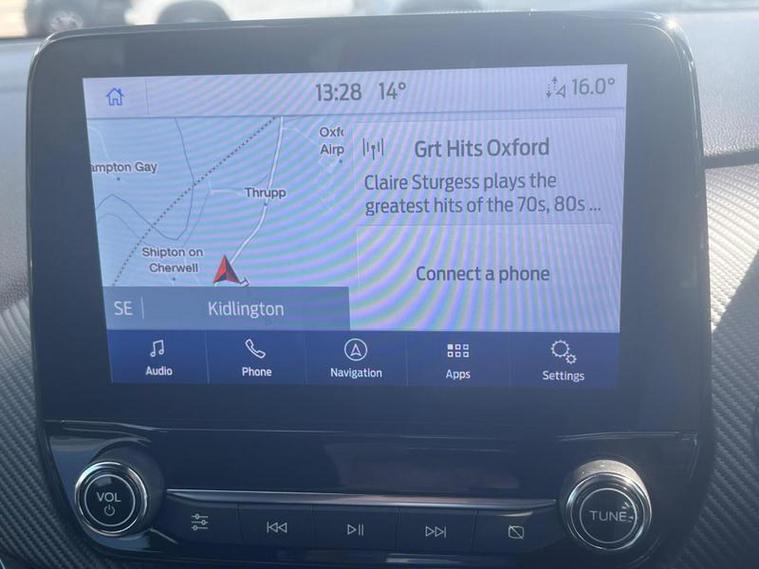 13:28 14° 16.0°
Oxfo
Airp
ampton Gay
Thrupp
Shipton on
Cherwell
SE Kidlington
Grt Hits Oxford
Claire Sturgess plays the
greatest hits of the 70s, 80s ...
Connect a phone
Audio Phone Navigation Apps Settings
VOL
TUNE